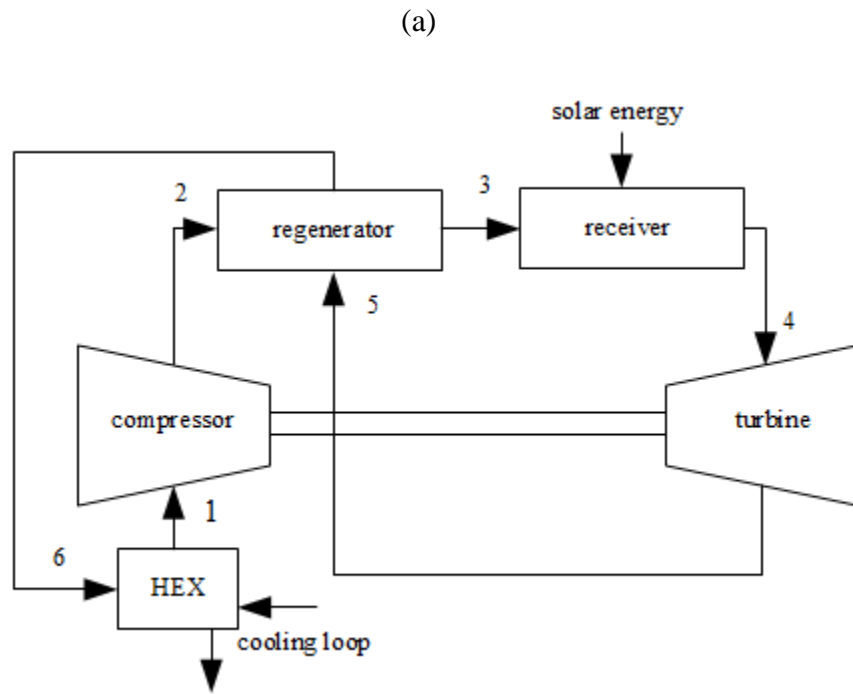 (a)
solar energy
2
3
regenerator
receiver
5
4
compressor
turbine
1
6
HEX
cooling loop